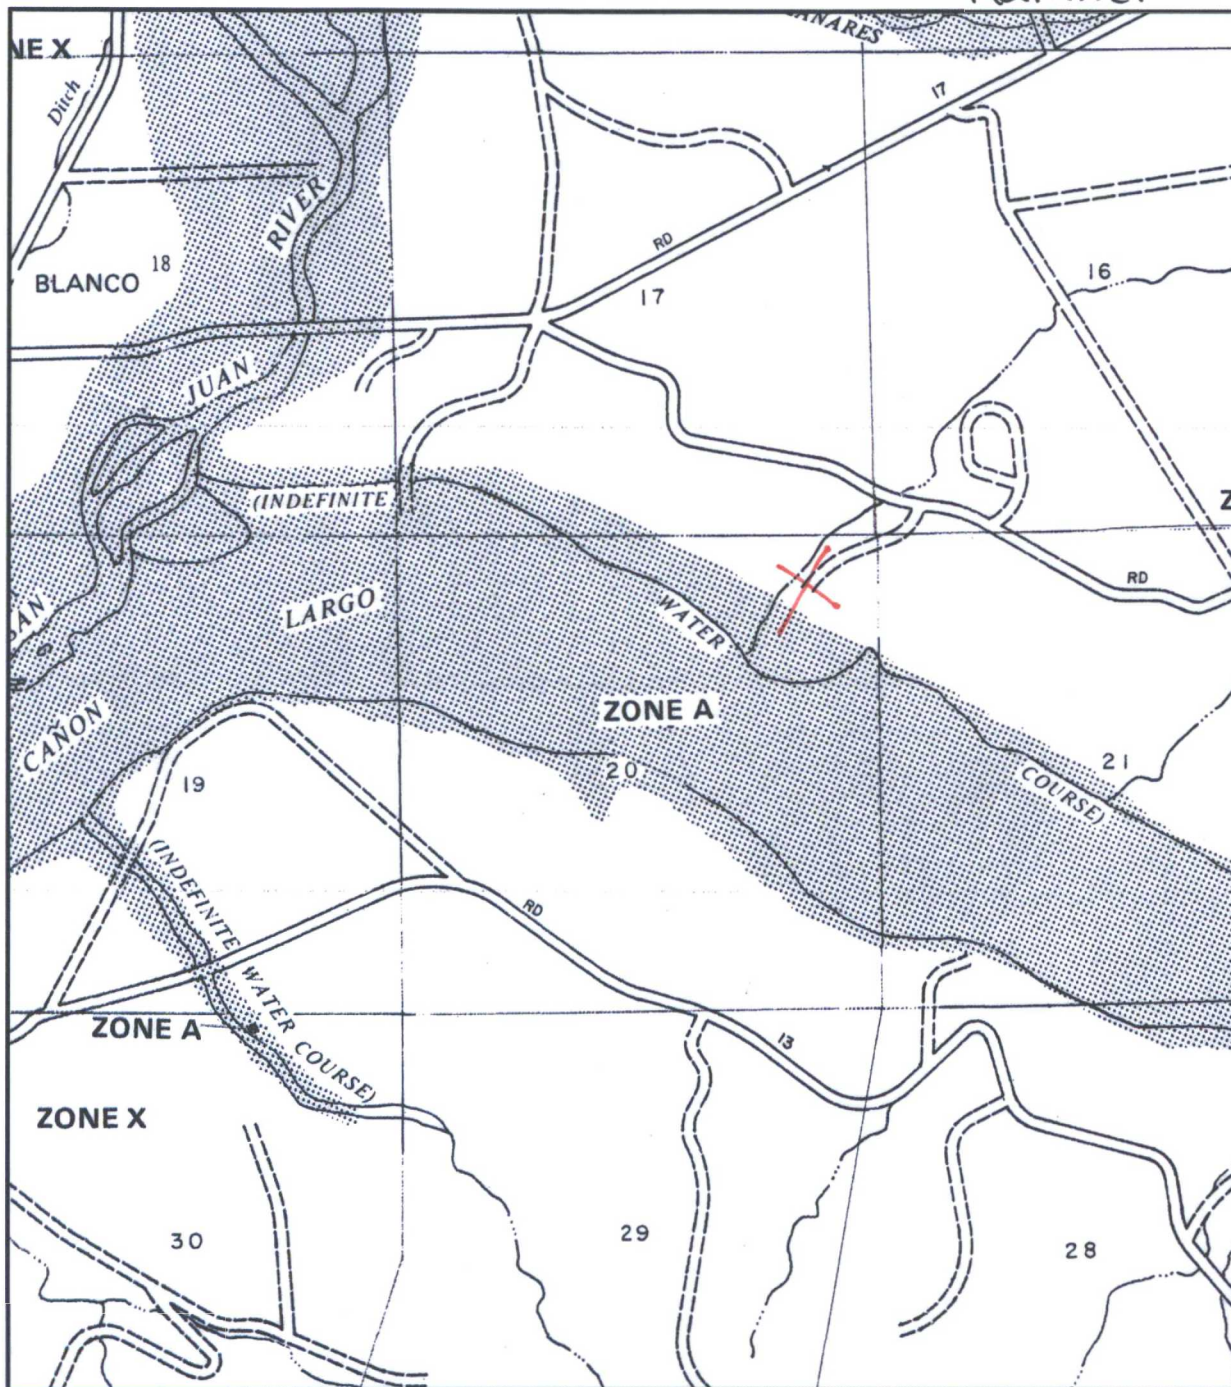 NE X
ANARES
Ditch
17
RIVER
RD
16
18
BLANCO
17
JUAN
(INDEFINITE
RD
LARGO
WATER
SAN
ZONE A
CAÑON
20
21
19
COURSE)
(INDEFINITE WATER COURSE)
RD
ZONE A
13
ZONE X
30
29
28